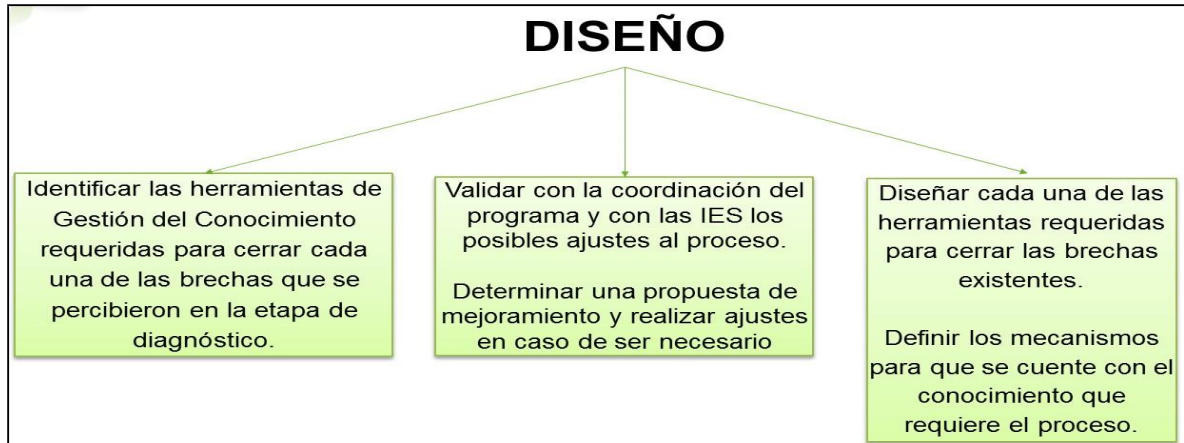 DISEÑO
Identificar las herramientas de
Gestión del Conocimiento
requeridas para cerrar cada
una de las brechas que se
percibieron en la etapa de
diagnóstico.
Validar con la coordinación del
programa y con las IES los
posibles ajustes al proceso.
Determinar una propuesta de
mejoramiento y realizar ajustes
en caso de ser necesario
Diseñar cada una de las
herramientas requeridas
para cerrar las brechas
existentes.
Definir los mecanismos
para que se cuente con el
conocimiento que
requiere el proceso.